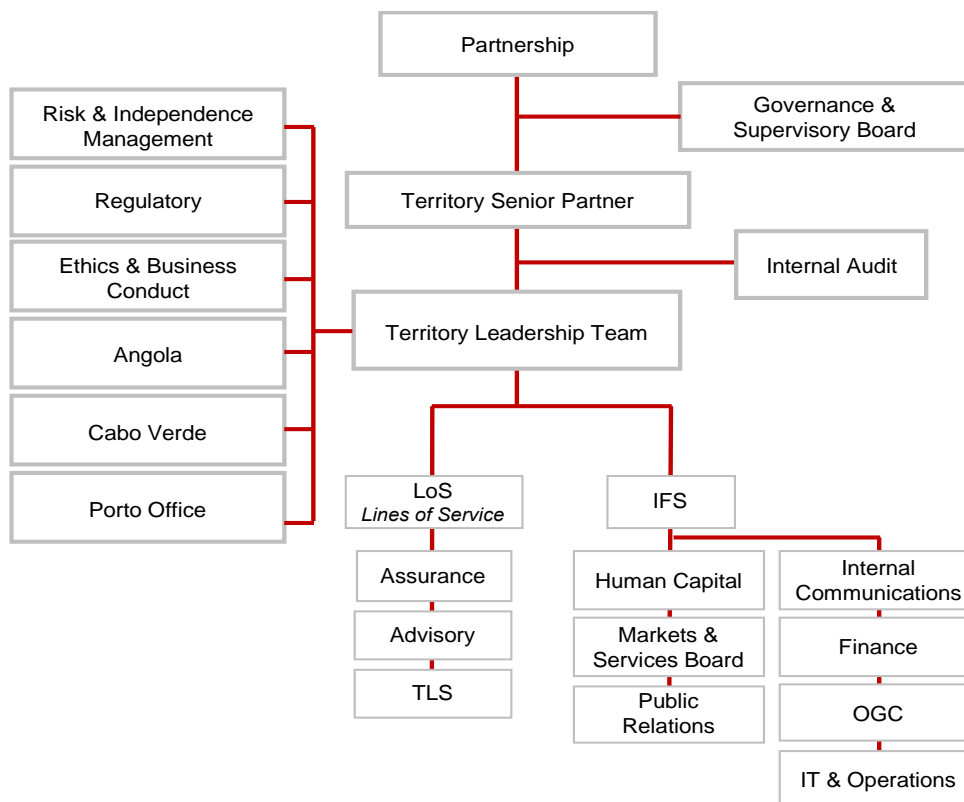 Partnership
Governance &
Supervisory Board
Risk & Independence
Management
Regulatory
Territory Senior Partner
Ethics & Business
Conduct
Internal Audit
Territory Leadership Team
Angola
Cabo Verde
Porto Office
LoS
Lines of Service
IFS
Assurance
Advisory
TLS
Human Capital
Markets &
Services Board
Public
Relations
Internal
Communications
Finance
OGC
IT & Operations